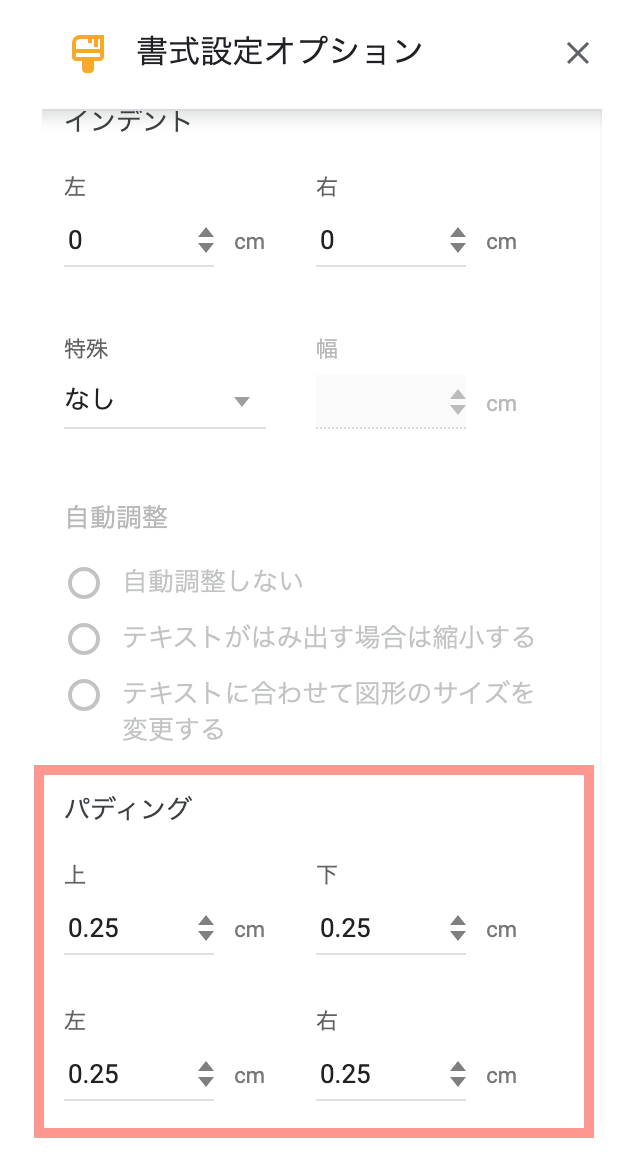 書式設定オプション
インデント
左 右
0 cm 0 cm
特殊 幅
なし cm
自動調整
自動調整しない
テキストがはみ出す場合は縮小する
テキストに合わせて図形のサイズを
変更する
パディング
上 下
0.25 cm 0.25 cm
左 右
0.25 cm 0.25 cm